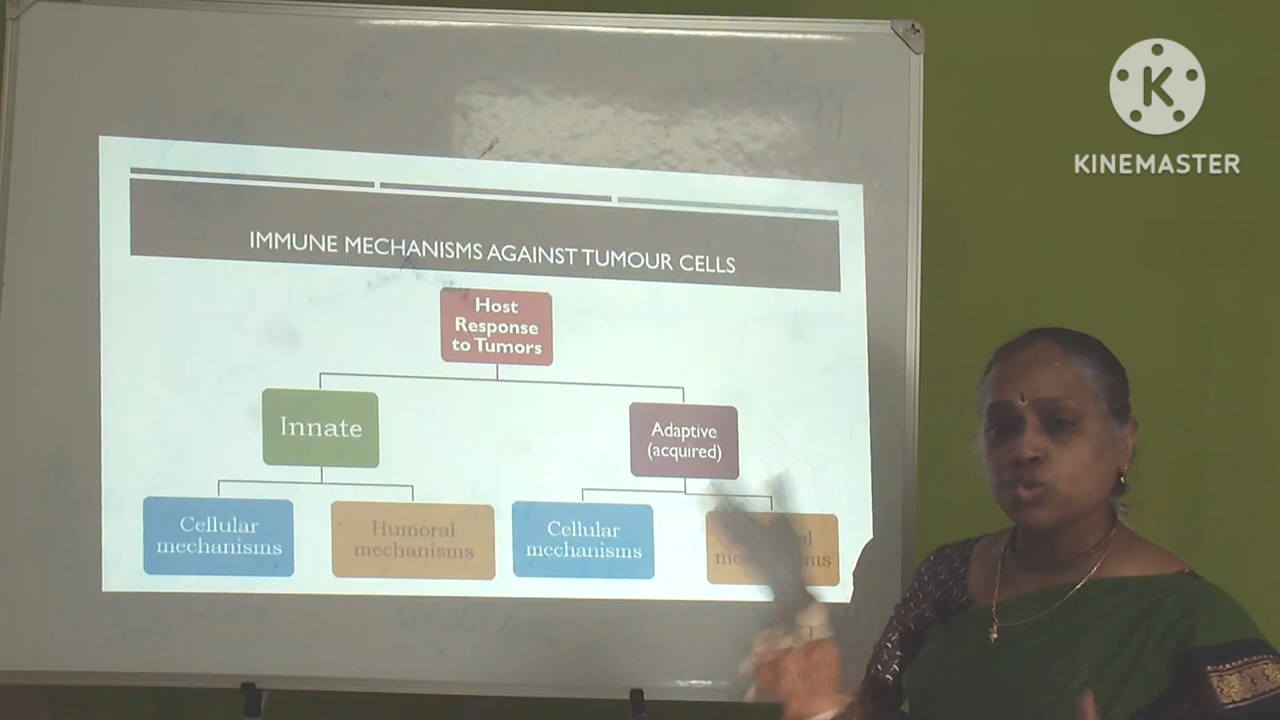 K
KINEMASTER
IMMUNE MECHANISMS AGAINST TUMOUR CELLS
Host
Response
to Tumors
Innate
Adaptive
(acquired)
Cellular
mechanisms
Humoral
mechanisms
Cellular
mechanisms